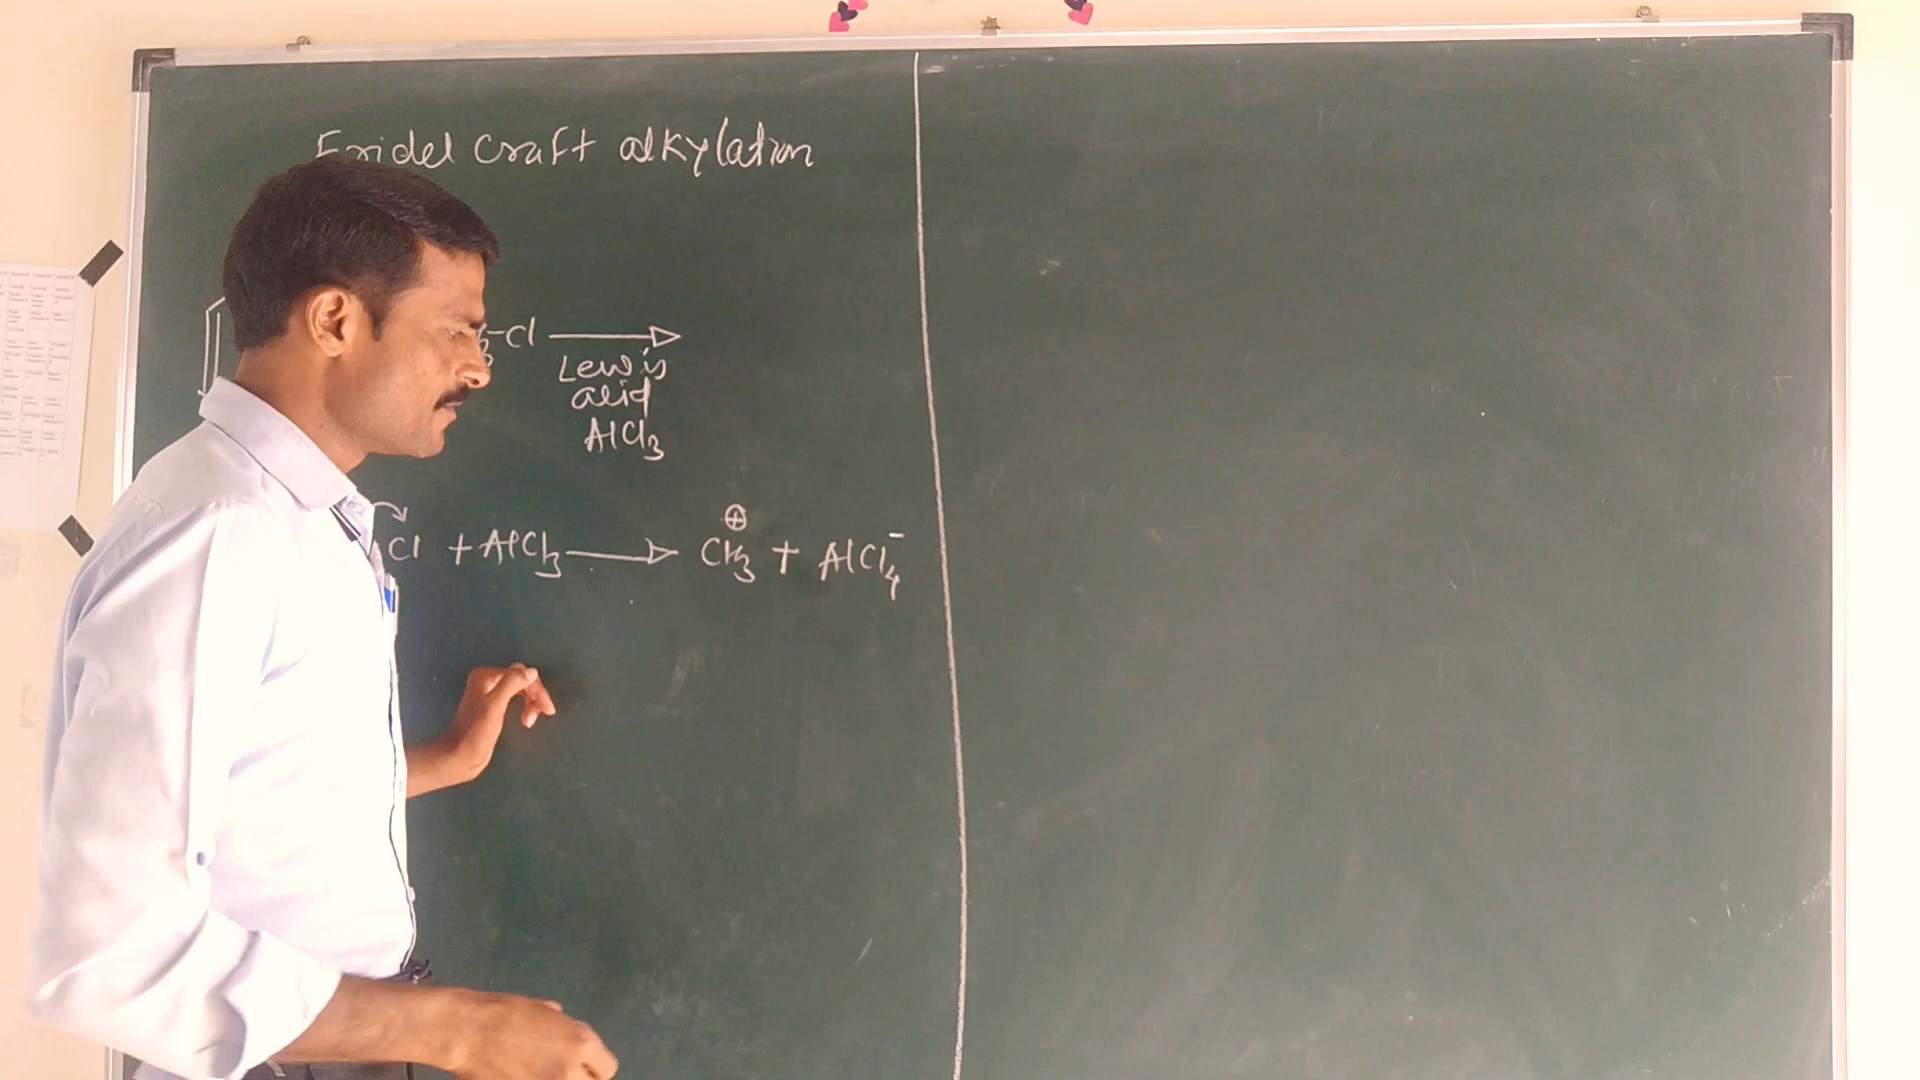 Fridel Craft alkylation
-Cl
Lewis
acid
AlCl3
Cl + AlCl3 → CH3⊕ + AlCl4-